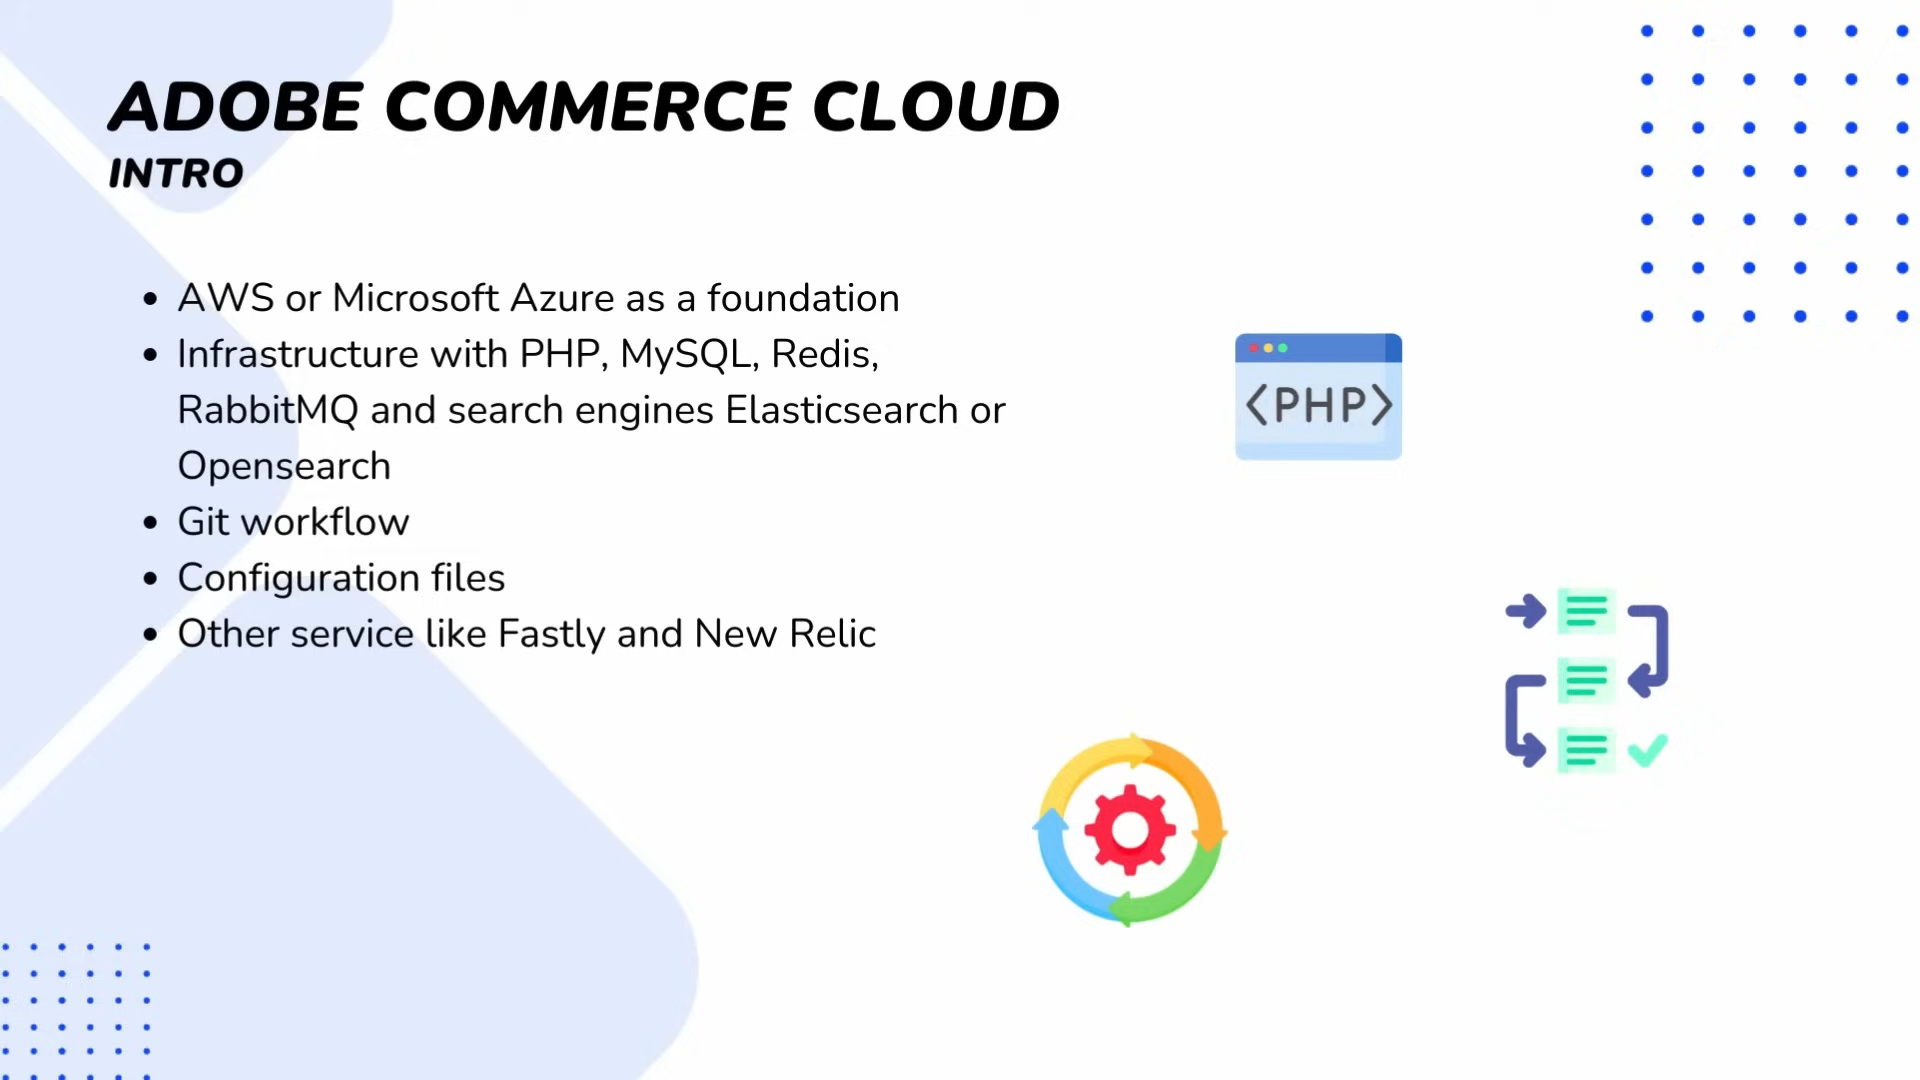 ADOBE COMMERCE CLOUD
INTRO
• AWS or Microsoft Azure as a foundation
• Infrastructure with PHP, MySQL, Redis,
RabbitMQ and search engines Elasticsearch or
Opensearch
• Git workflow
• Configuration files
• Other service like Fastly and New Relic
<PHP>